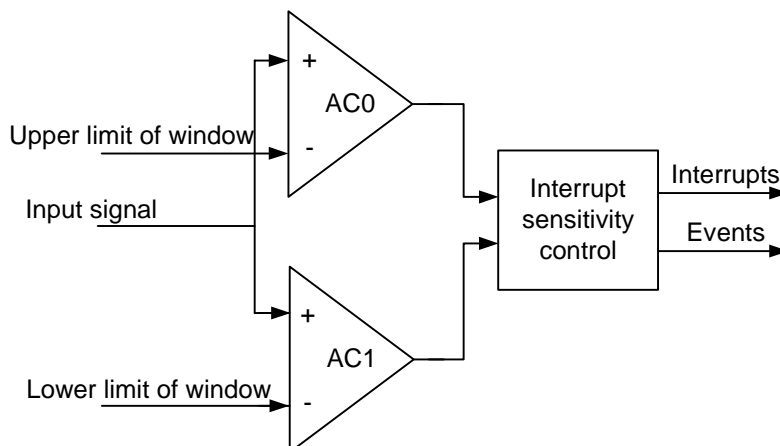 +
AC0
Upper limit of window
-
Input signal
Interrupt
sensitivity
control
Interrupts
Events
+
AC1
Lower limit of window
-